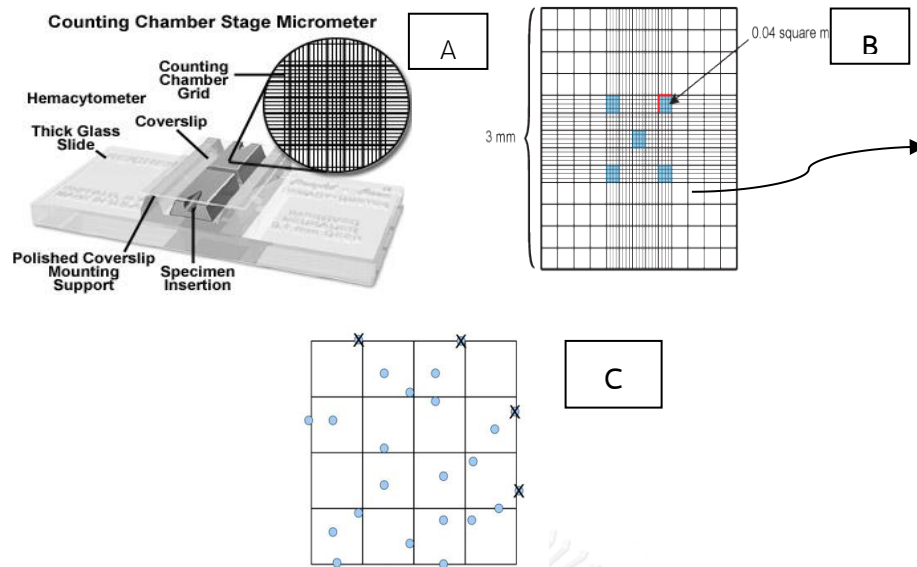 Counting Chamber Stage Micrometer
Counting
Chamber
Grid
Hemacytometer
Coverslip
Thick Glass
Slide
Polished Coverslip
Mounting
Support
Specimen
Insertion
A
0.04 square m
B
3 mm
X X
X
X
C